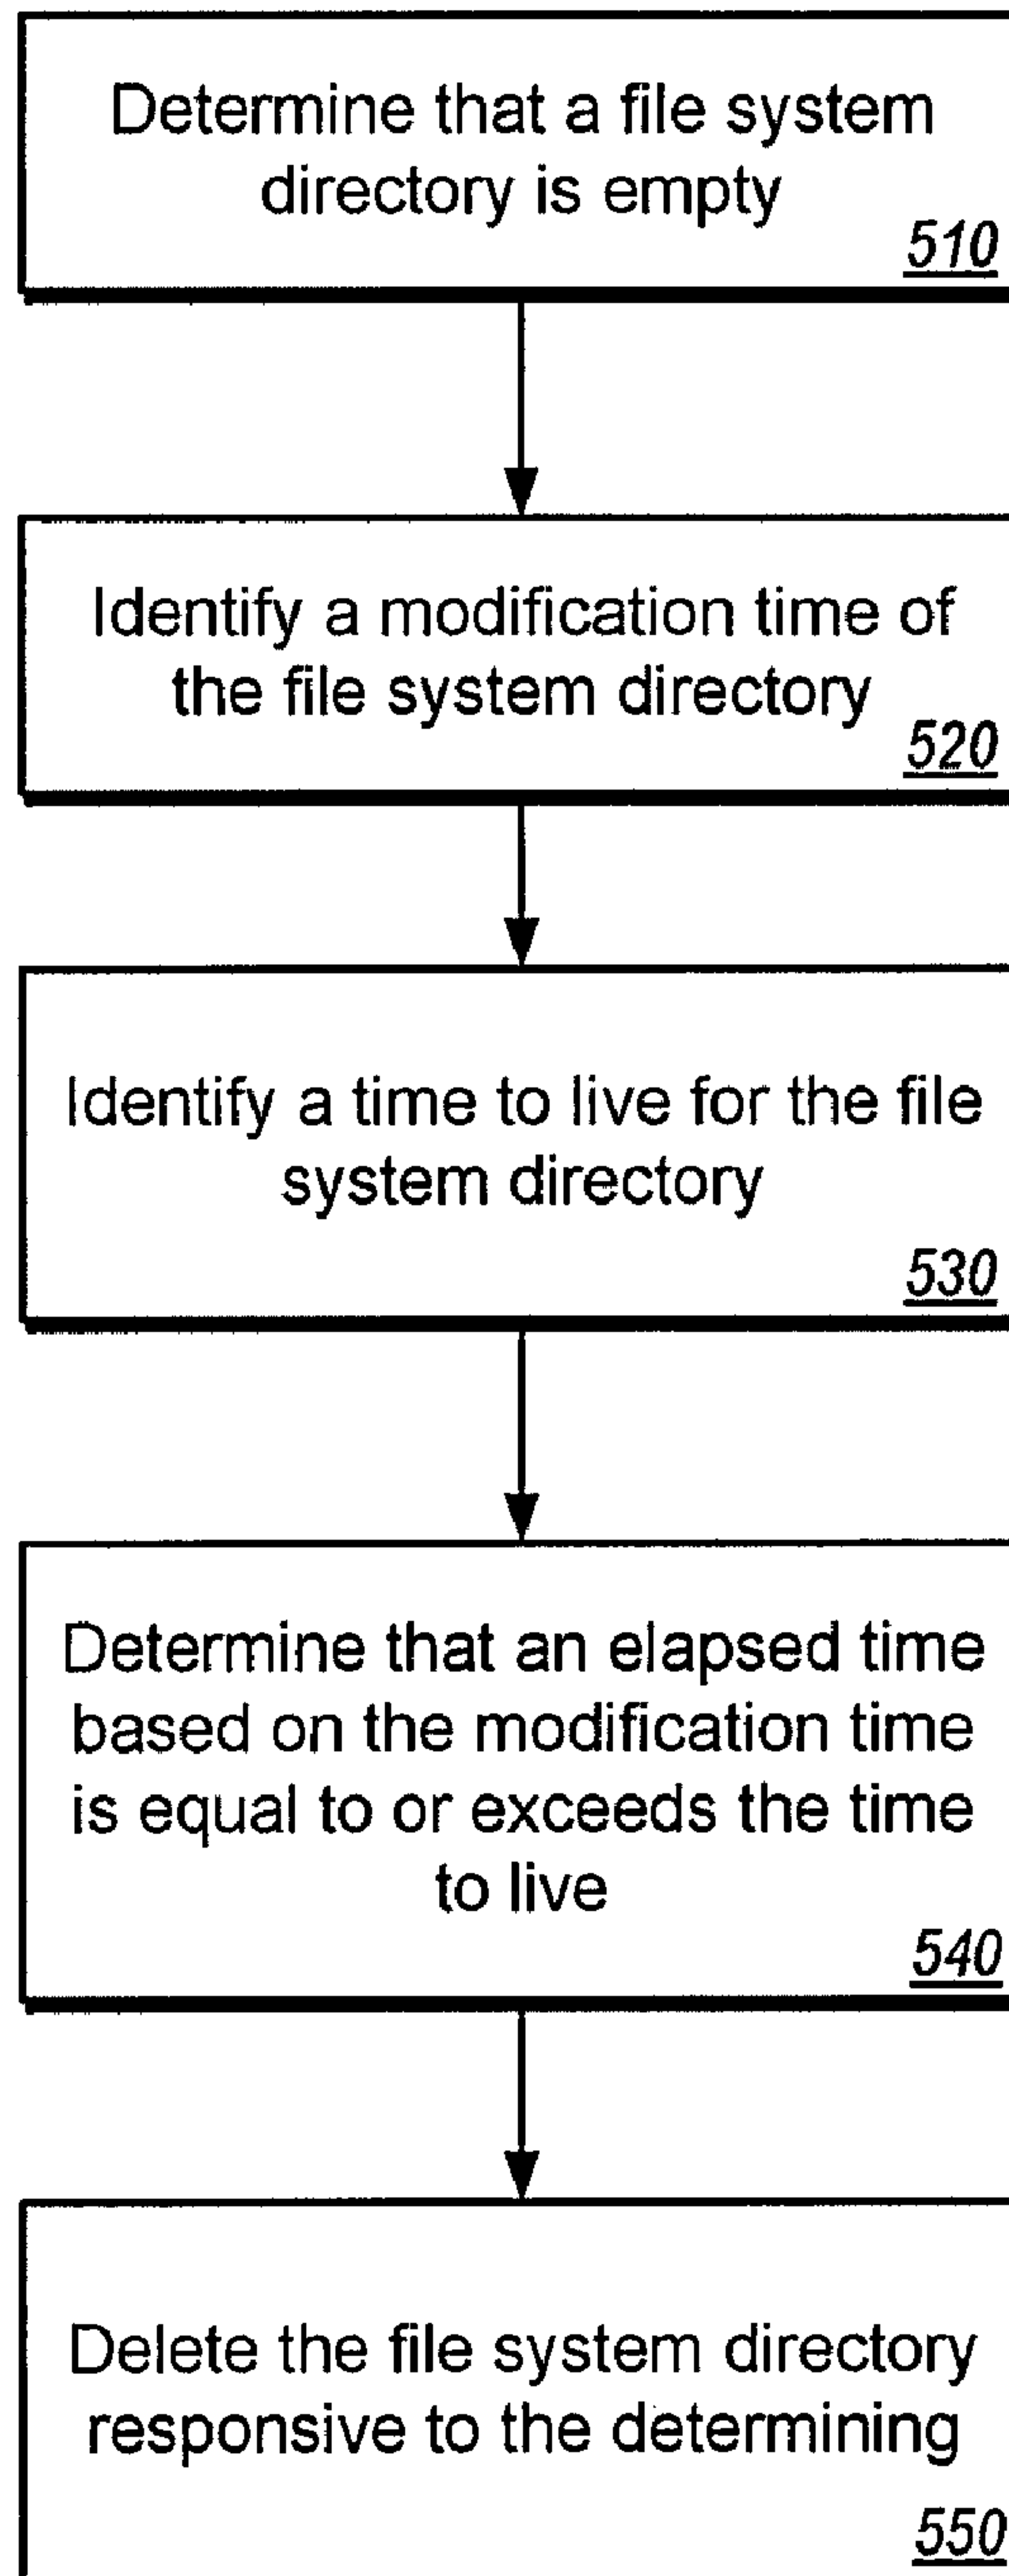 Determine that a file system
directory is empty
510
Identify a modification time of
the file system directory
520
Identify a time to live for the file
system directory
530
Determine that an elapsed time
based on the modification time
is equal to or exceeds the time
to live
540
Delete the file system directory
responsive to the determining
550